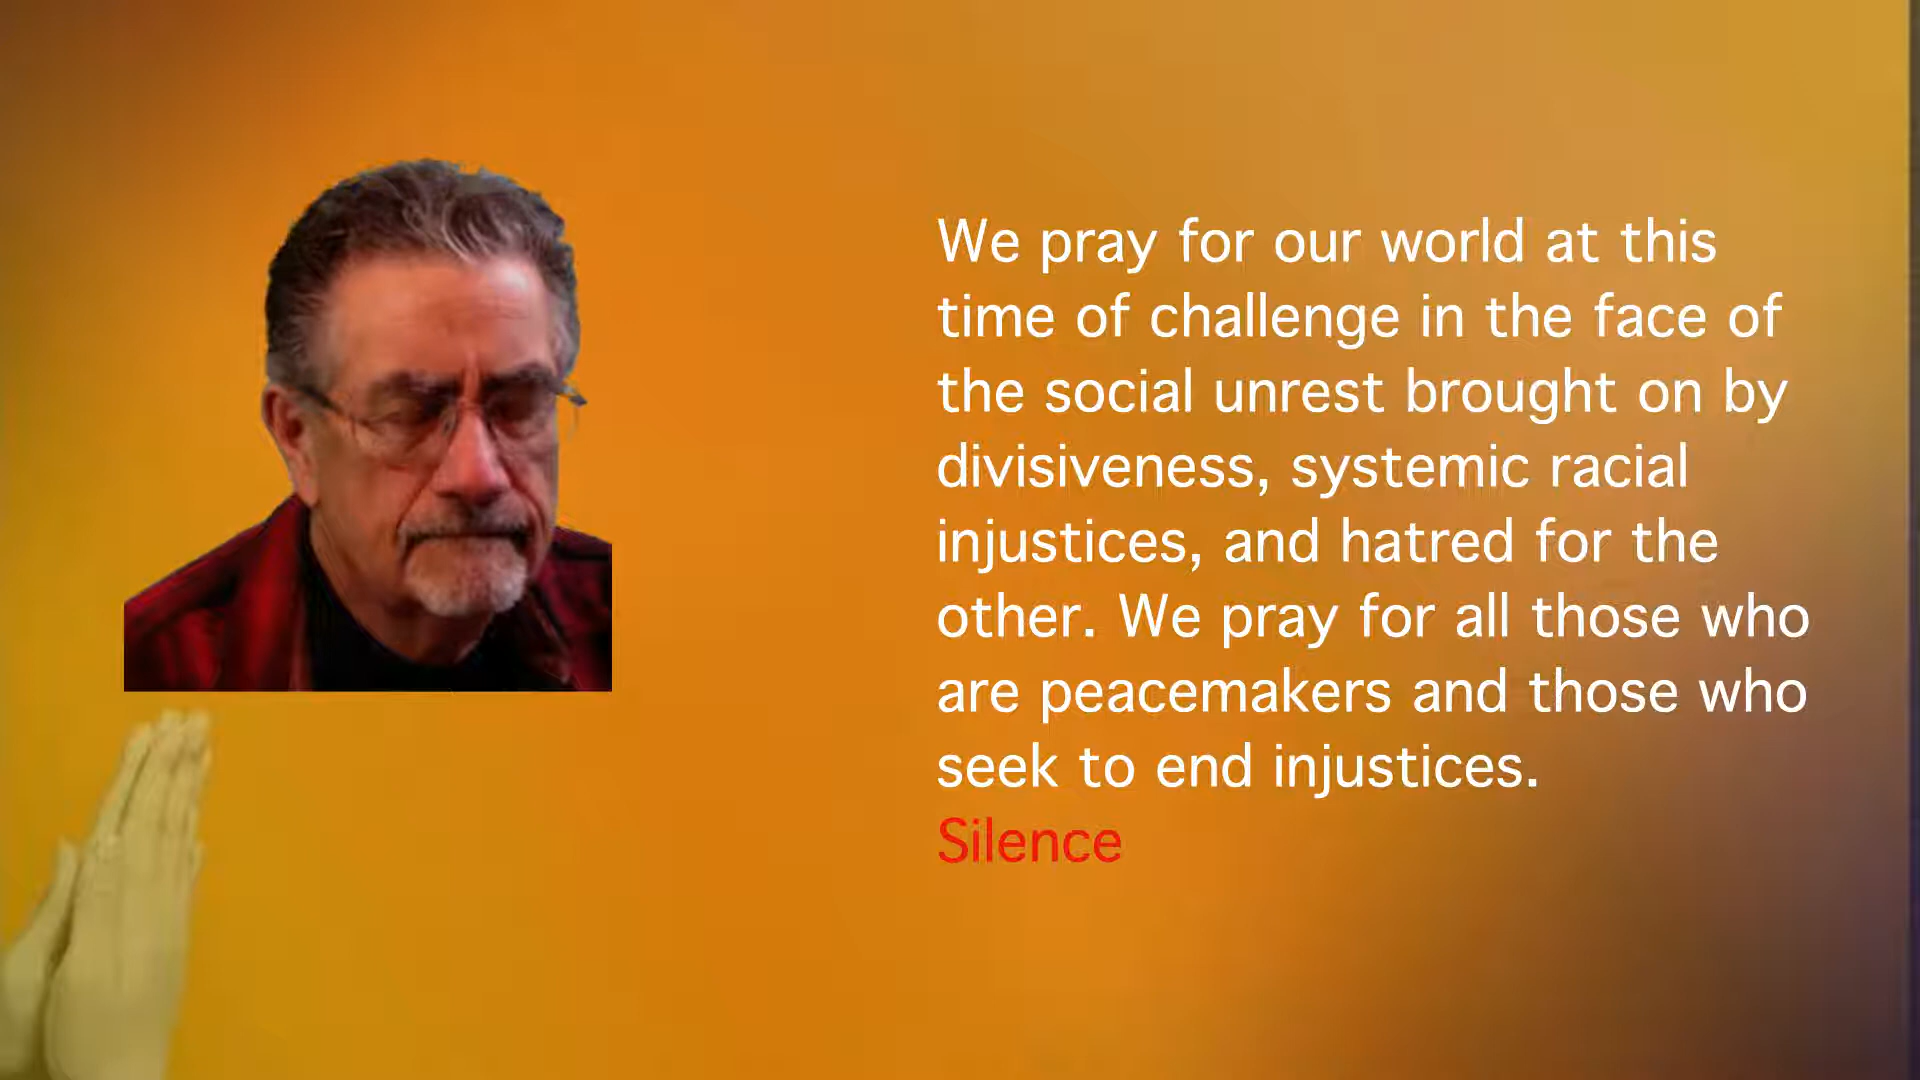 We pray for our world at this
time of challenge in the face of
the social unrest brought on by
divisiveness, systemic racial
injustices, and hatred for the
other. We pray for all those who
are peacemakers and those who
seek to end injustices.
Silence